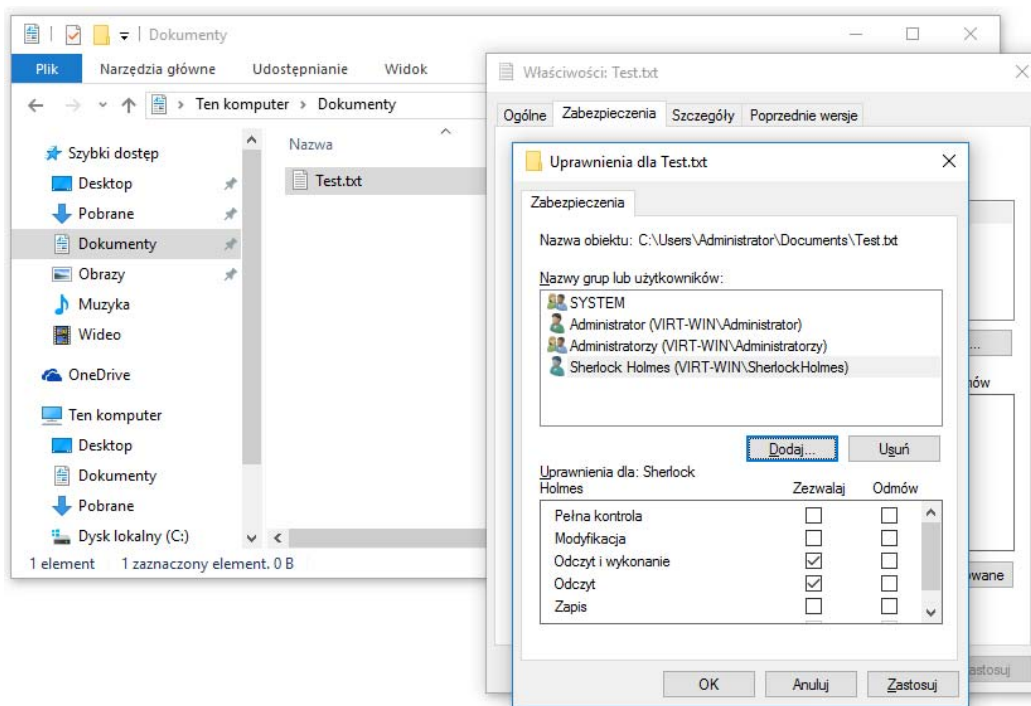 Dokumenty
Plik Narzędzia główne Udostępnianie Widok
Ten komputer > Dokumenty
Szybki dostęp
Desktop
Pobrane
Dokumenty
Obrazy
Muzyka
Wideo
OneDrive
Ten komputer
Desktop
Dokumenty
Pobrane
Dysk lokalny (C:)
Nazwa
Test.txt
1 element 1 zaznaczony element. 0 B
Właściwości: Test.txt
Ogólne Zabezpieczenia Szczegóły Poprzednie wersje
Uprawnienia dla Test.txt
Zabezpieczenia
Nazwa obiektu: C:\Users\Administrator\Documents\Test.txt
Nazwy grup lub użytkowników:
SYSTEM
Administrator (VIRT-WIN\Administrator)
Administratorzy (VIRT-WIN\Administratorzy)
Sherlock Holmes (VIRT-WIN\SherlockHolmes)
Dodaj... Usuń
Uprawnienia dla: Sherlock
Holmes Zezwalaj Odmów
Pełna kontrola
Modyfikacja
Odczyt i wykonanie
Odczyt
Zapis
OK Anuluj Zastosuj